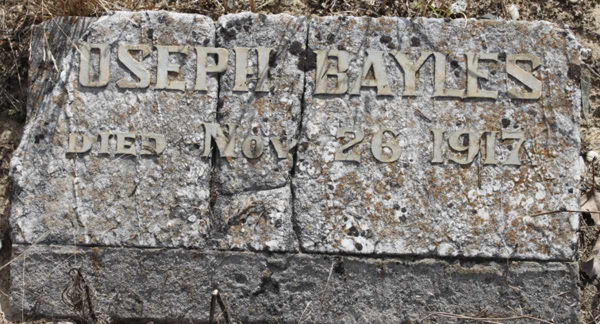 OSEPH BAYLES
DIED NOV 26 1917